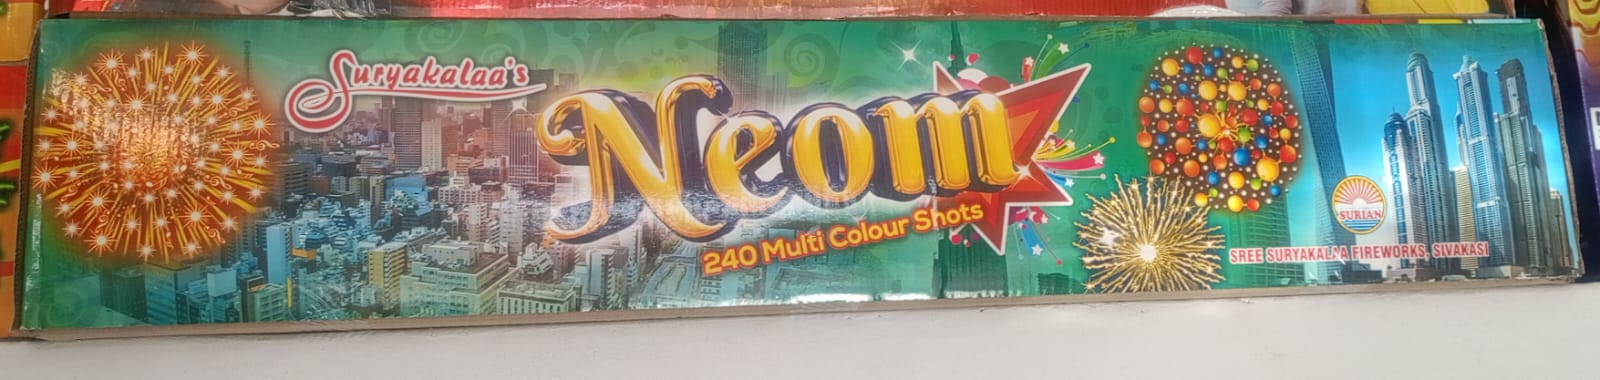 Suryakalaa's
Neom
240 Multi Colour Shots
SURIAN
SREE SURYAKALAA FIREWORKS, SIVAKASI